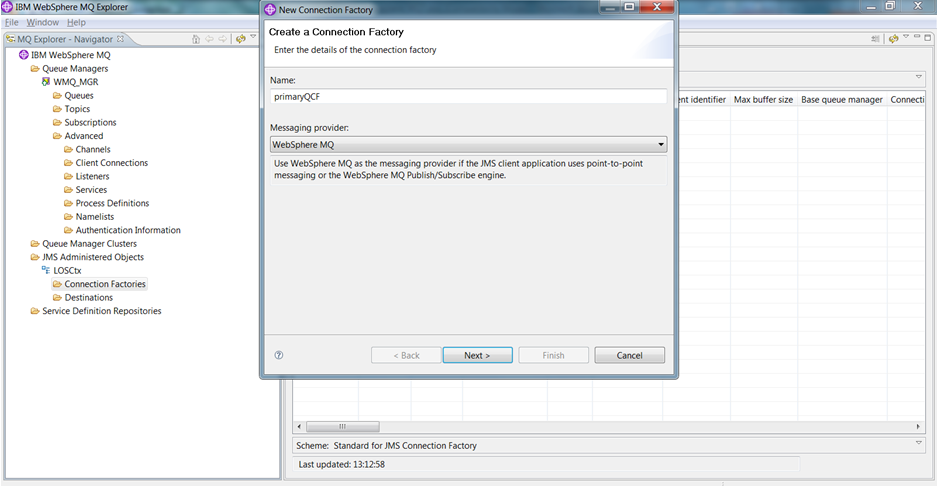 IBM WebSphere MQ Explorer
File Window Help
MQ Explorer - Navigator
IBM WebSphere MQ
Queue Managers
WMQ_MGR
Queues
Topics
Subscriptions
Advanced
Channels
Client Connections
Listeners
Services
Process Definitions
Namelists
Authentication Information
Queue Manager Clusters
JMS Administered Objects
LOSCtx
Connection Factories
Destinations
Service Definition Repositories
New Connection Factory
Create a Connection Factory
Enter the details of the connection factory
Name:
primaryQCF
Messaging provider:
WebSphere MQ
Use WebSphere MQ as the messaging provider if the JMS client application uses point-to-point
messaging or the WebSphere MQ Publish/Subscribe engine.
< Back Next > Finish Cancel
ent identifier Max buffer size Base queue manager Connecti
Scheme: Standard for JMS Connection Factory
Last updated: 13:12:58